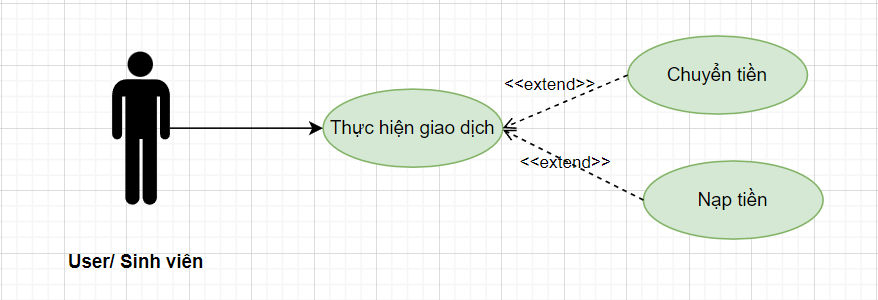 Chuyển tiền
<<extend>>
Thực hiện giao dịch
<<extend>>
Nạp tiền
User/ Sinh viên